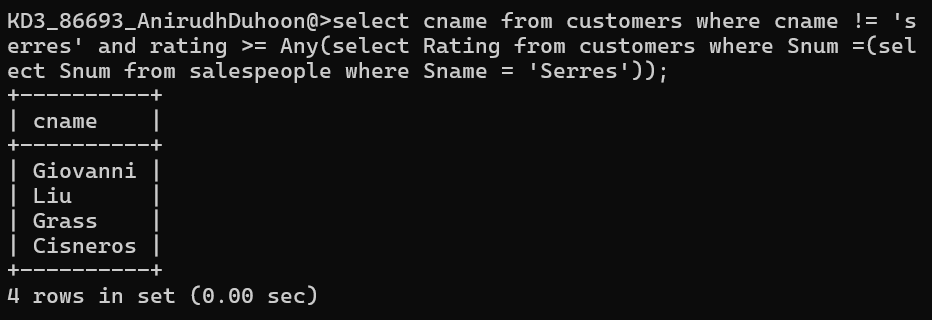 KD3_86693_AnirudhDuhoon@>select cname from customers where cname != 's
erres' and rating >= Any(select Rating from customers where Snum =(sel
ect Snum from salespeople where Sname = 'Serres'));
+----------+
| cname    |
+----------+
| Giovanni |
| Liu      |
| Grass    |
| Cisneros |
+----------+
4 rows in set (0.00 sec)